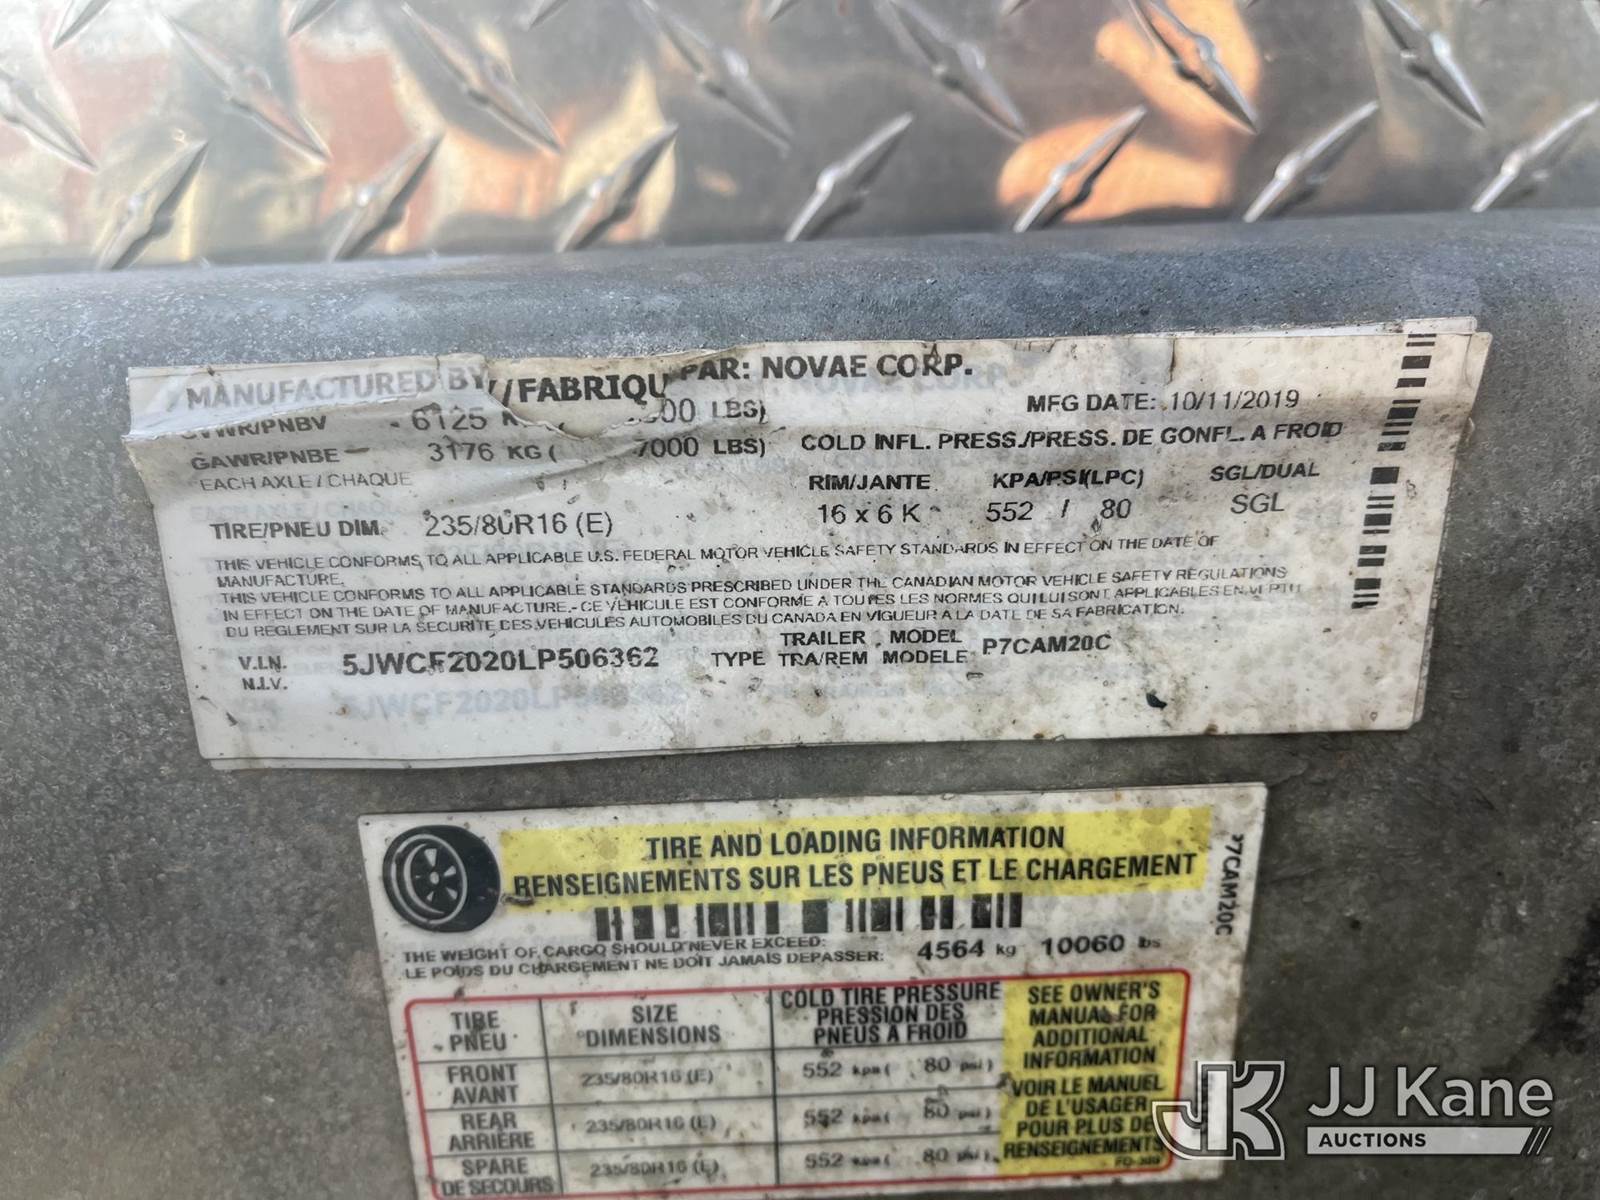 MANUFACTURED BY//FABRIQU PAR: NOVAE CORP.
GVWR/PNBV 6125 LBS)
MFG DATE: 10/11/2019
GAWR/PNBE 3176 KG ( 7000 LBS)
COLD INFL. PRESS./PRESS. DE GONFL. A FROID
EACH AXLE / CHAQUE
RIM/JANTE KPA/PSI(LPC) SGL/DUAL
TIRE/PNEU DIM. 235/80R16 (E) 16 x 6 K 552 / 80 SGL
THIS VEHICLE CONFORMS TO ALL APPLICABLE U.S. FEDERAL MOTOR VEHICLE SAFETY STANDARDS IN EFFECT ON THE DATE OF
MANUFACTURE.
THIS VEHICLE CONFORMS TO ALL APPLICABLE STANDARDS PRESCRIBED UNDER THE CANADIAN MOTOR VEHICLE SAFETY REGULATIONS
IN EFFECT ON THE DATE OF MANUFACTURE.- CE VEHICULE EST CONFORME A TOUTES LES NORMES QUI LUI SONT APPLICABLES EN VERTU
DU REGLEMENT SUR LA SECURITE DES VEHICULES AUTOMOBILES DU CANADA EN VIGUEUR A LA DATE DE SA FABRICATION.
V.I.N. 5JWCF2020LP506362 TYPE TRAILER MODEL P7CAM20C
N.I.V. TRA/REM MODELE
5JWCF2020LP506362
TIRE AND LOADING INFORMATION
RENSEIGNEMENTS SUR LES PNEUS ET LE CHARGEMENT
P7CAM20C
THE WEIGHT OF CARGO SHOULD NEVER EXCEED:
LE POIDS DU CHARGEMENT NE DOIT JAMAIS DEPASSER: 4564 kg 10060 lbs
TIRE
PNEU
SIZE
DIMENSIONS
COLD TIRE PRESSURE
PRESSION DES
PNEUS A FROID
SEE OWNER'S
MANUAL FOR
ADDITIONAL
INFORMATION
VOIR LE MANUEL
DE L'USAGER
POUR PLUS DE
RENSEIGNEMENTS
FRONT
AVANT
235/80R16 (E) 552 kpa ( 80 psi )
REAR
ARRIÈRE
235/80R16 (E) 552 kpa ( 80 psi )
SPARE
DE SECOURS
235/80R16 (E) 552 kpa ( 80 psi )
JK JJ Kane
AUCTIONS